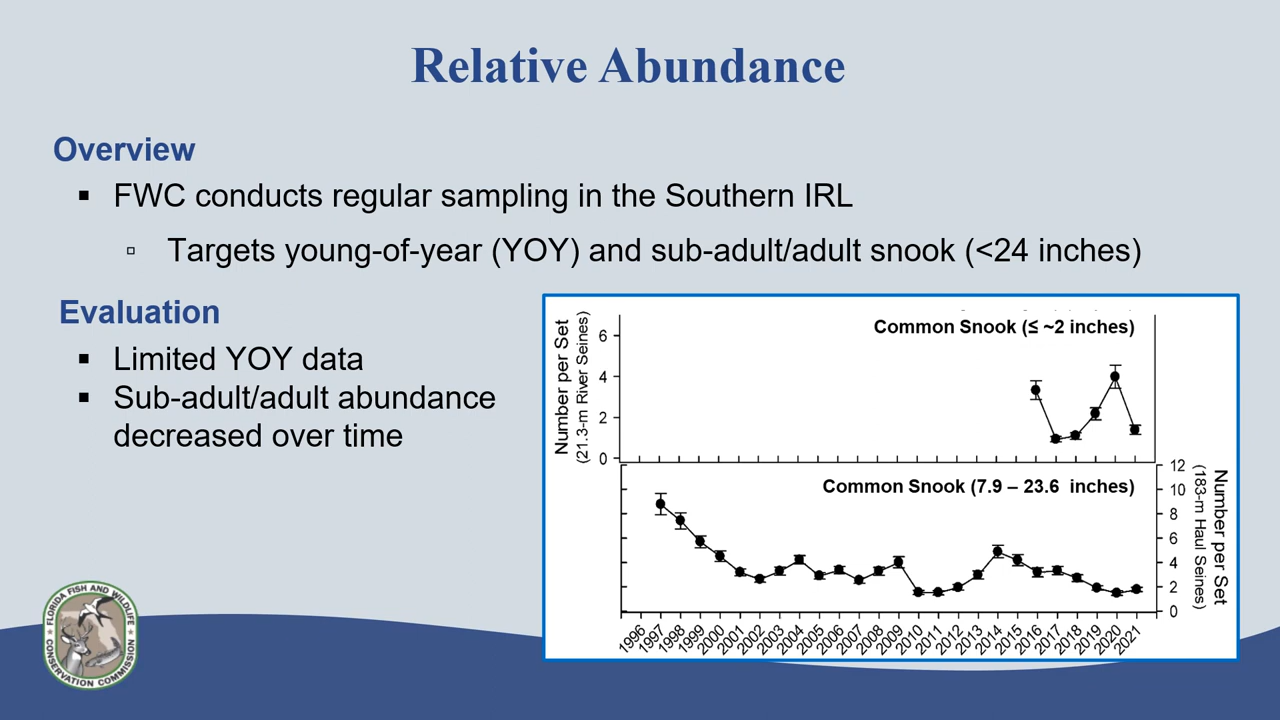 Relative Abundance
Overview
▪ FWC conducts regular sampling in the Southern IRL
▫ Targets young-of-year (YOY) and sub-adult/adult snook (<24 inches)
Evaluation
▪ Limited YOY data
▪ Sub-adult/adult abundance
decreased over time
Common Snook (≤ ~2 inches)
Number per Set
(21.3-m River Seines)
6
4
2
0
Common Snook (7.9 – 23.6 inches)
Number per Set
(183-m Haul Seines)
12
10
8
6
4
2
0
1996 1997 1998 1999 2000 2001 2002 2003 2004 2005 2006 2007 2008 2009 2010 2011 2012 2013 2014 2015 2016 2017 2018 2019 2020 2021
FLORIDA FISH AND WILDLIFE
CONSERVATION COMMISSION